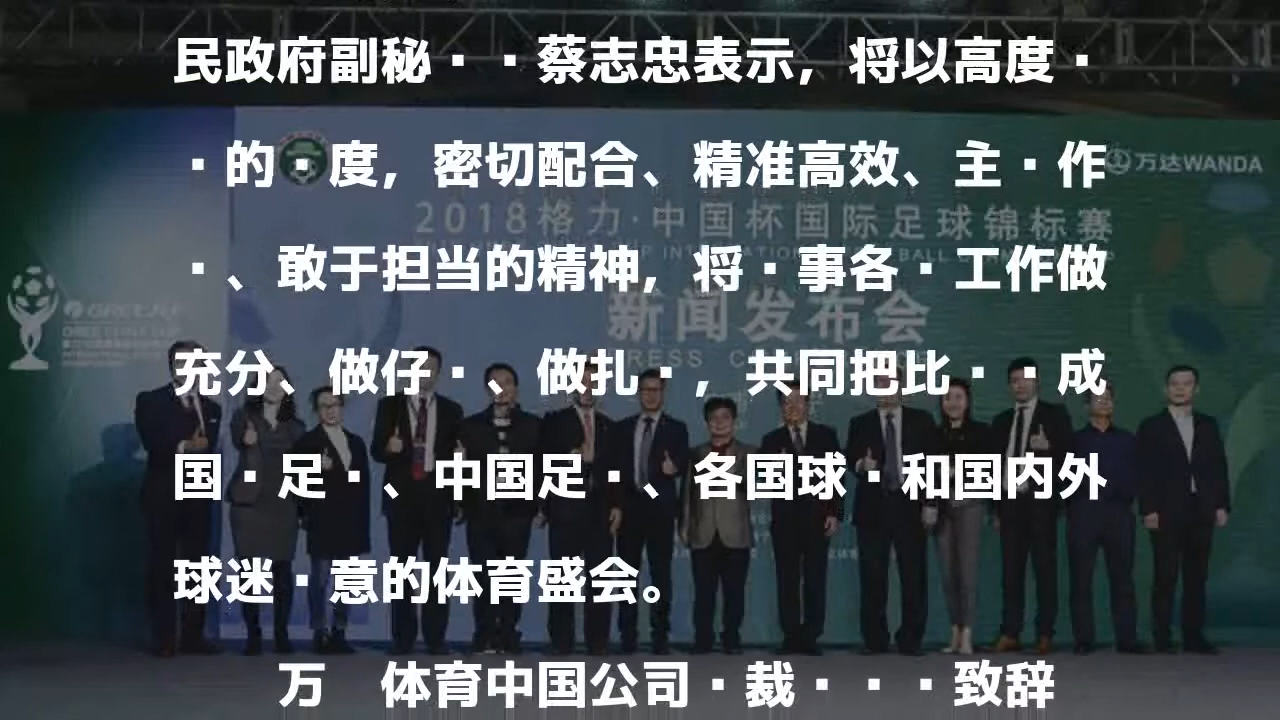 民政府副秘··蔡志忠表示，将以高度·
·的·度，密切配合、精准高效、主·作
·、敢于担当的精神，将·事各·工作做
充分、做仔·、做扎·，共同把比··成
国·足·、中国足·、各国球·和国内外
球迷·意的体育盛会。
万 体育中国公司·裁···致辞
万达WANDA
2018格力·中国杯国际足球锦标赛
新闻发布会